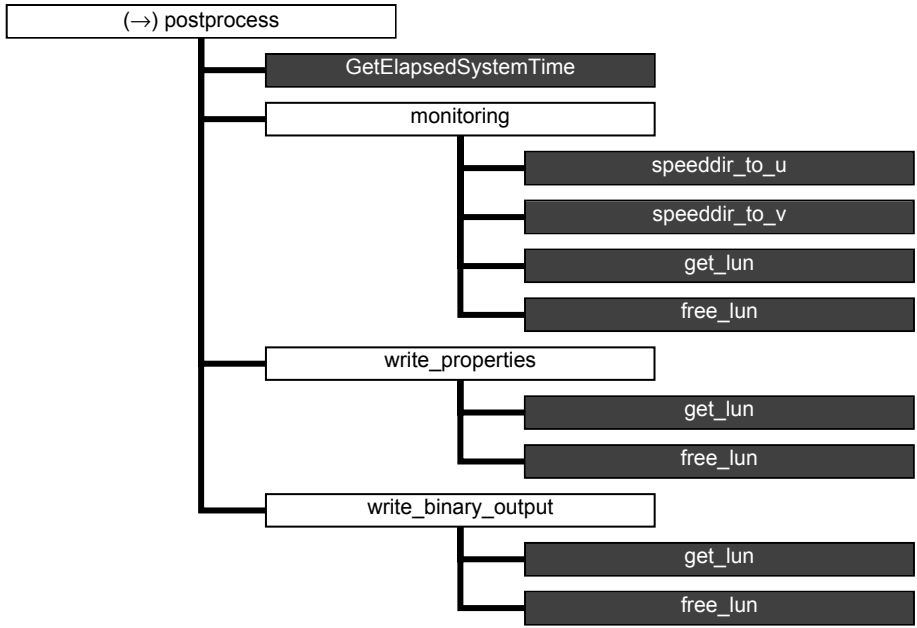 (→) postprocess
GetElapsedSystemTime
monitoring
speeddir_to_u
speeddir_to_v
get_lun
free_lun
write_properties
get_lun
free_lun
write_binary_output
get_lun
free_lun